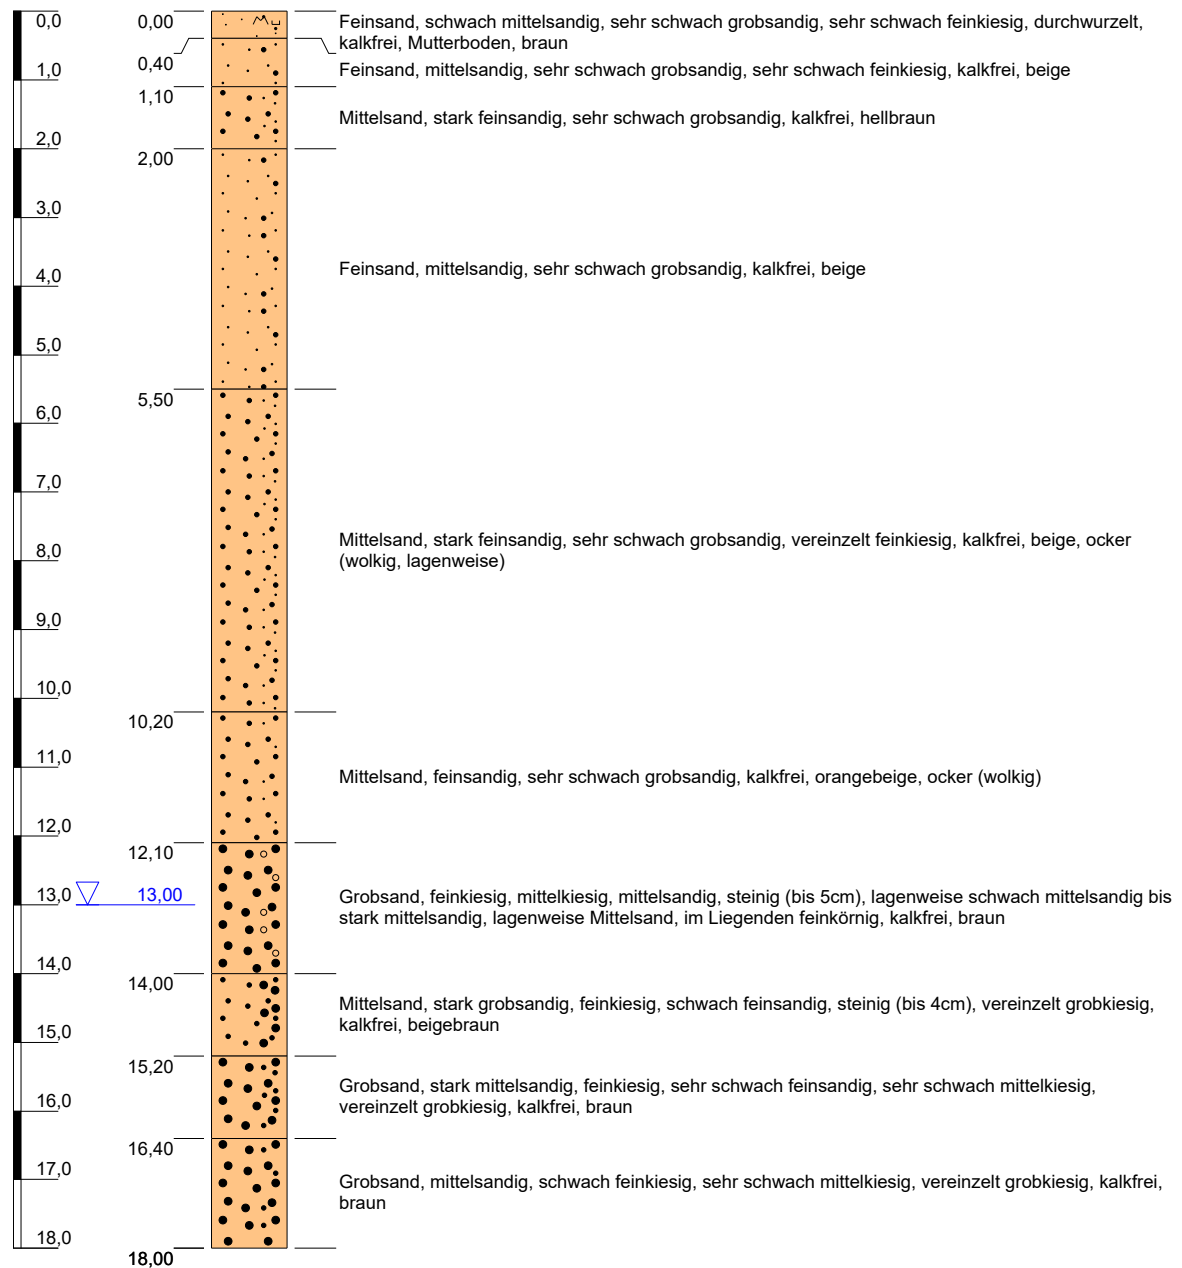 0,0
0,00
Feinsand, schwach mittelsandig, sehr schwach grobsandig, sehr schwach feinkiesig, durchwurzelt,
kalkfrei, Mutterboden, braun
0,40
Feinsand, mittelsandig, sehr schwach grobsandig, sehr schwach feinkiesig, kalkfrei, beige
1,0
1,10
Mittelsand, stark feinsandig, sehr schwach grobsandig, kalkfrei, hellbraun
2,0
2,00
3,0
Feinsand, mittelsandig, sehr schwach grobsandig, kalkfrei, beige
4,0
5,0
5,50
6,0
7,0
Mittelsand, stark feinsandig, sehr schwach grobsandig, vereinzelt feinkiesig, kalkfrei, beige, ocker
(wolkig, lagenweise)
8,0
9,0
10,0
10,20
11,0
Mittelsand, feinsandig, sehr schwach grobsandig, kalkfrei, orangebeige, ocker (wolkig)
12,0
12,10
13,0
13,00
Grobsand, feinkiesig, mittelkiesig, mittelsandig, steinig (bis 5cm), lagenweise schwach mittelsandig bis
stark mittelsandig, lagenweise Mittelsand, im Liegenden feinkörnig, kalkfrei, braun
14,0
14,00
Mittelsand, stark grobsandig, feinkiesig, schwach feinsandig, steinig (bis 4cm), vereinzelt grobkiesig,
kalkfrei, beigebraun
15,0
15,20
Grobsand, stark mittelsandig, feinkiesig, sehr schwach feinsandig, sehr schwach mittelkiesig,
vereinzelt grobkiesig, kalkfrei, braun
16,0
16,40
17,0
Grobsand, mittelsandig, schwach feinkiesig, sehr schwach mittelkiesig, vereinzelt grobkiesig, kalkfrei,
braun
18,0
18,00